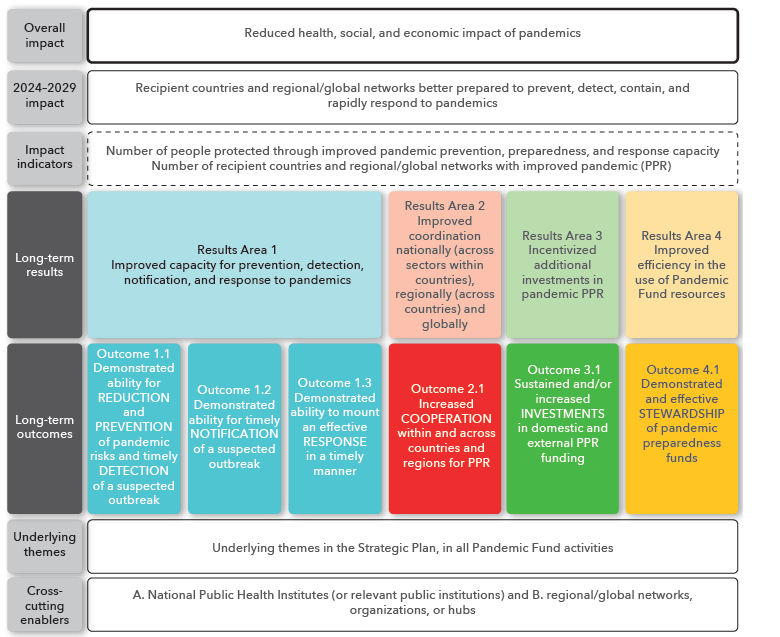 Overall
impact
Reduced health, social, and economic impact of pandemics
2024–2029
impact
Recipient countries and regional/global networks better prepared to prevent, detect, contain, and
rapidly respond to pandemics
Impact
indicators
Number of people protected through improved pandemic prevention, preparedness, and response capacity
Number of recipient countries and regional/global networks with improved pandemic (PPR)
Long-term
results
Results Area 1
Improved capacity for prevention, detection,
notification, and response to pandemics
Results Area 2
Improved
coordination
nationally (across
sectors within
countries),
regionally (across
countries) and
globally
Results Area 3
Incentivized
additional
investments in
pandemic PPR
Results Area 4
Improved
efficiency in the
use of Pandemic
Fund resources
Long-term
outcomes
Outcome 1.1
Demonstrated
ability for
REDUCTION
and
PREVENTION
of pandemic
risks and timely
DETECTION
of a suspected
outbreak
Outcome 1.2
Demonstrated
ability for timely
NOTIFICATION
of a suspected
outbreak
Outcome 1.3
Demonstrated
ability to mount
an effective
RESPONSE
in a timely
manner
Outcome 2.1
Increased
COOPERATION
within and across
countries and
regions for PPR
Outcome 3.1
Sustained and/or
increased
INVESTMENTS
in domestic and
external PPR
funding
Outcome 4.1
Demonstrated
and effective
STEWARDSHIP
of pandemic
preparedness
funds
Underlying
themes
Underlying themes in the Strategic Plan, in all Pandemic Fund activities
Cross-
cutting
enablers
A. National Public Health Institutes (or relevant public institutions) and B. regional/global networks,
organizations, or hubs